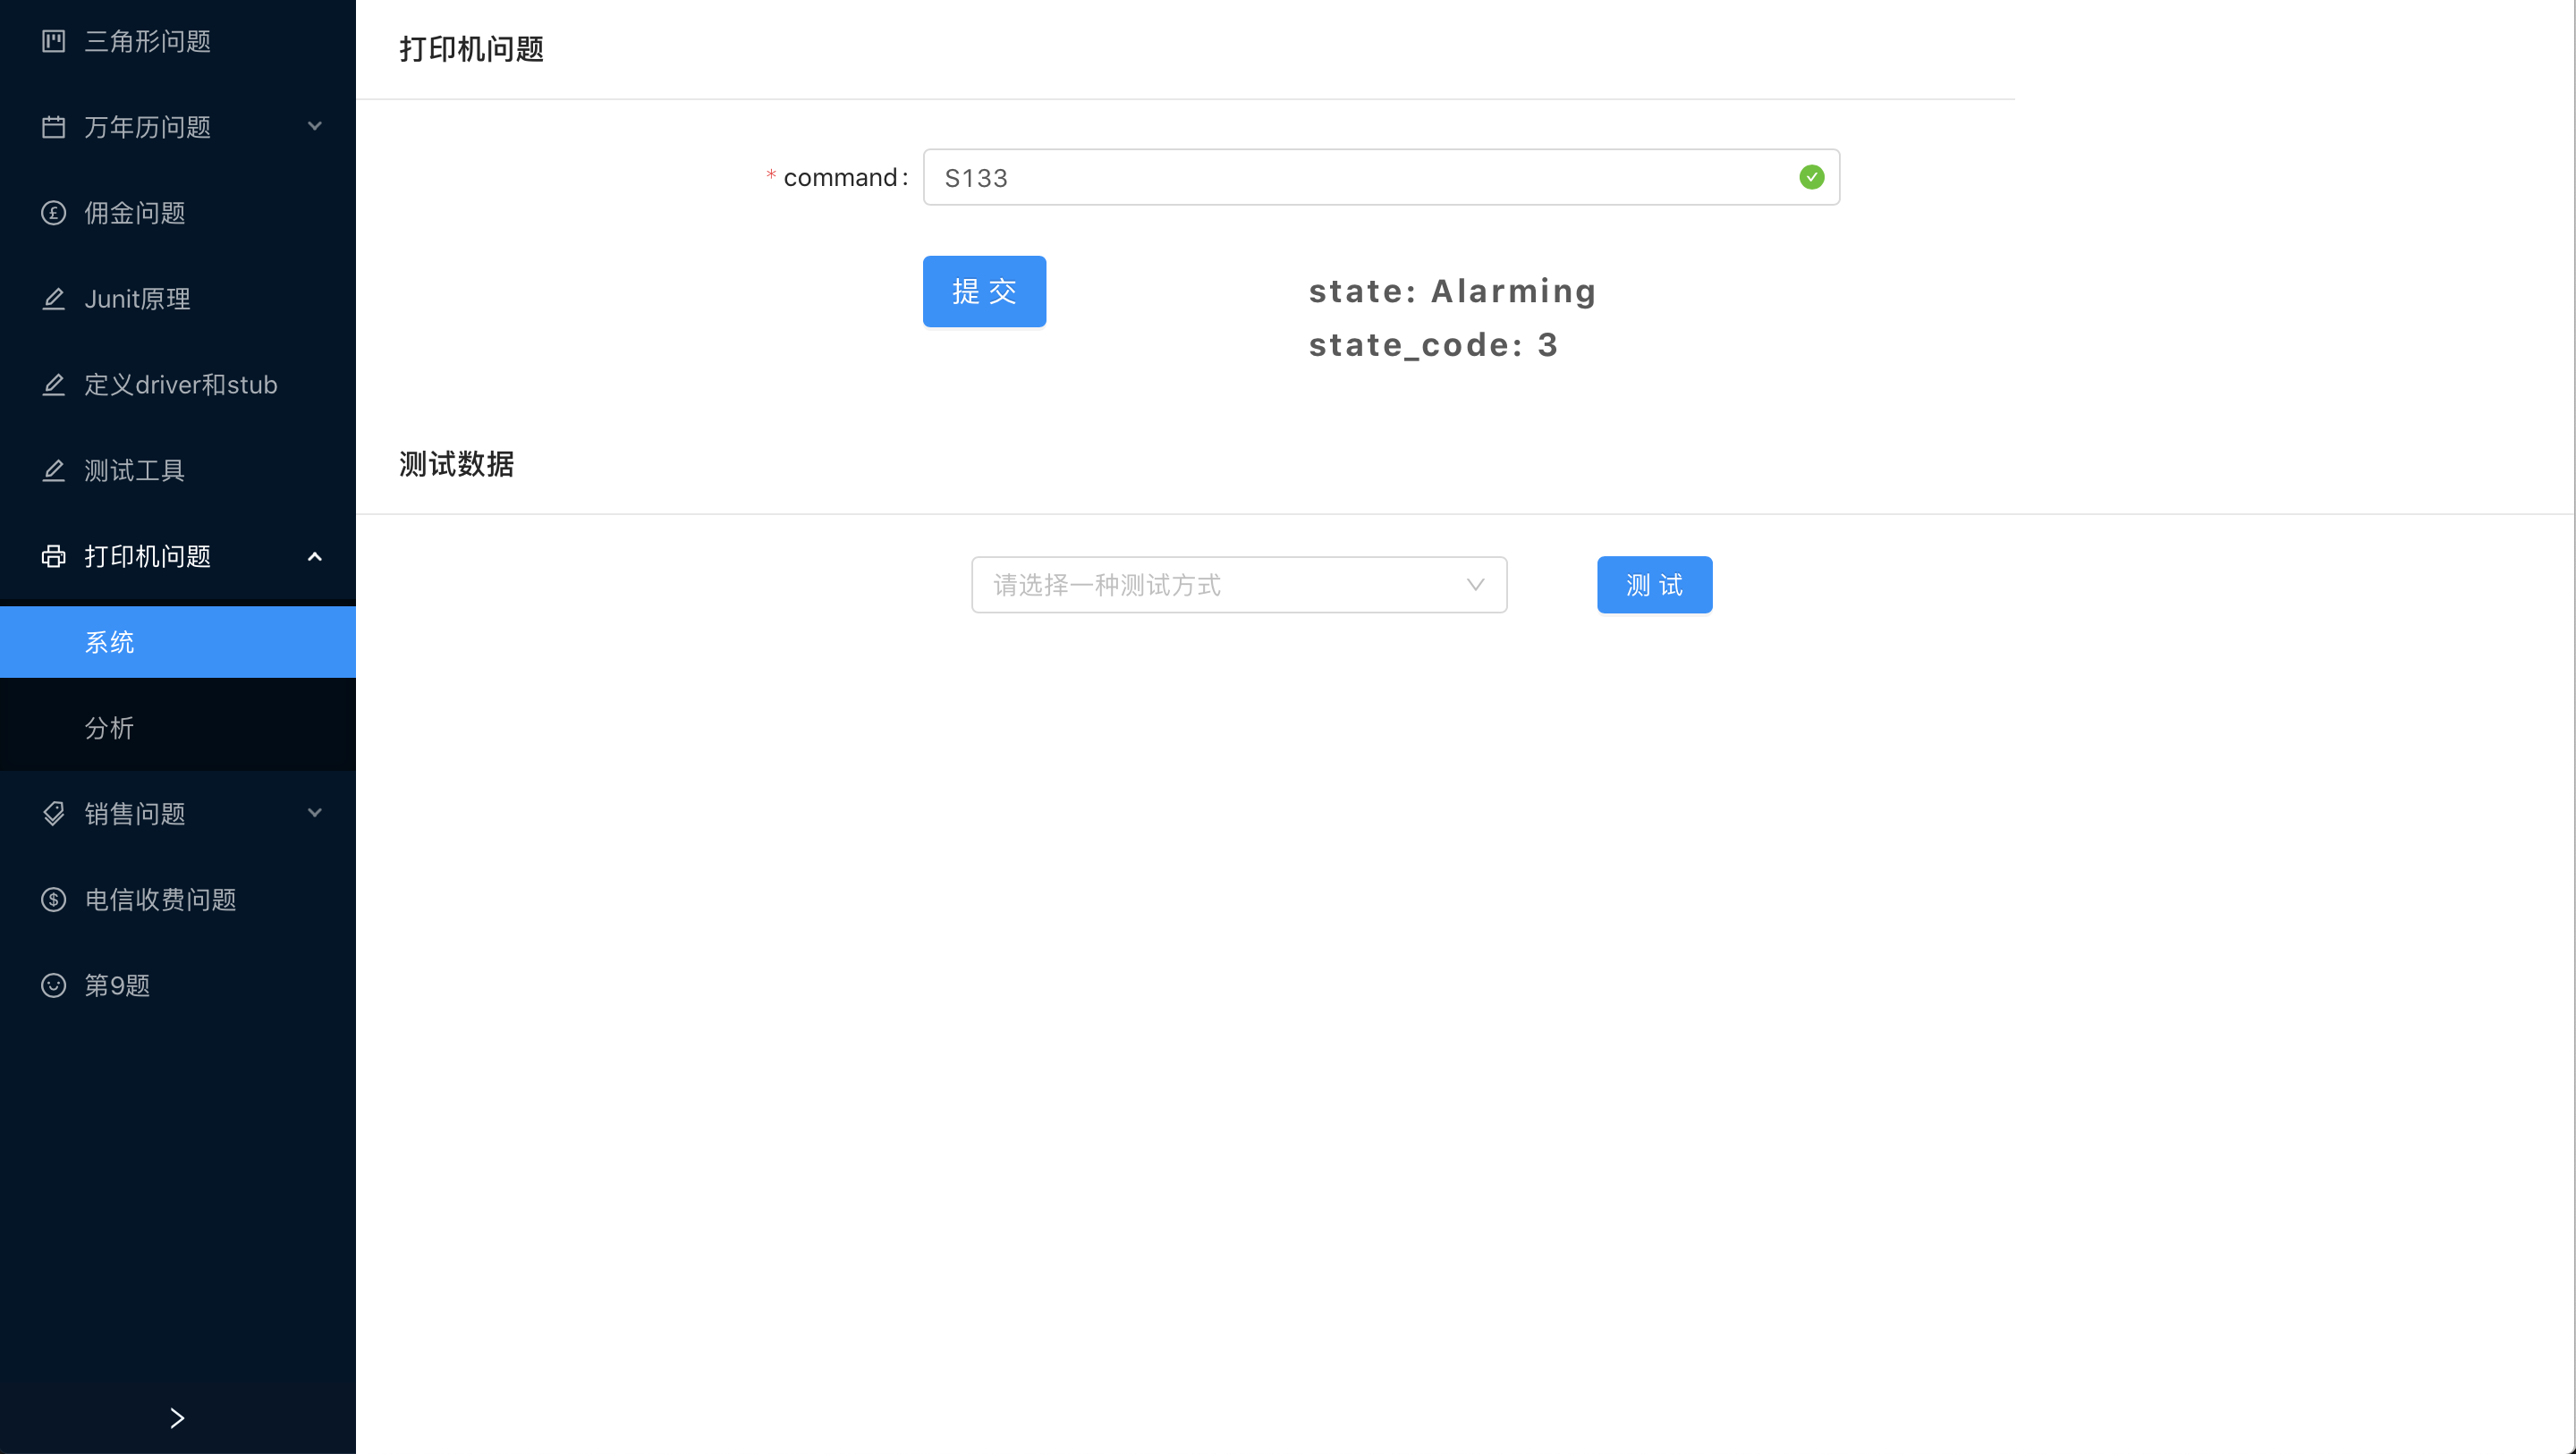 三角形问题
万年历问题
佣金问题
Junit原理
定义driver和stub
测试工具
打印机问题
系统
分析
销售问题
电信收费问题
第9题
打印机问题
* command: S133
提 交
state: Alarming
state_code: 3
测试数据
请选择一种测试方式
测 试